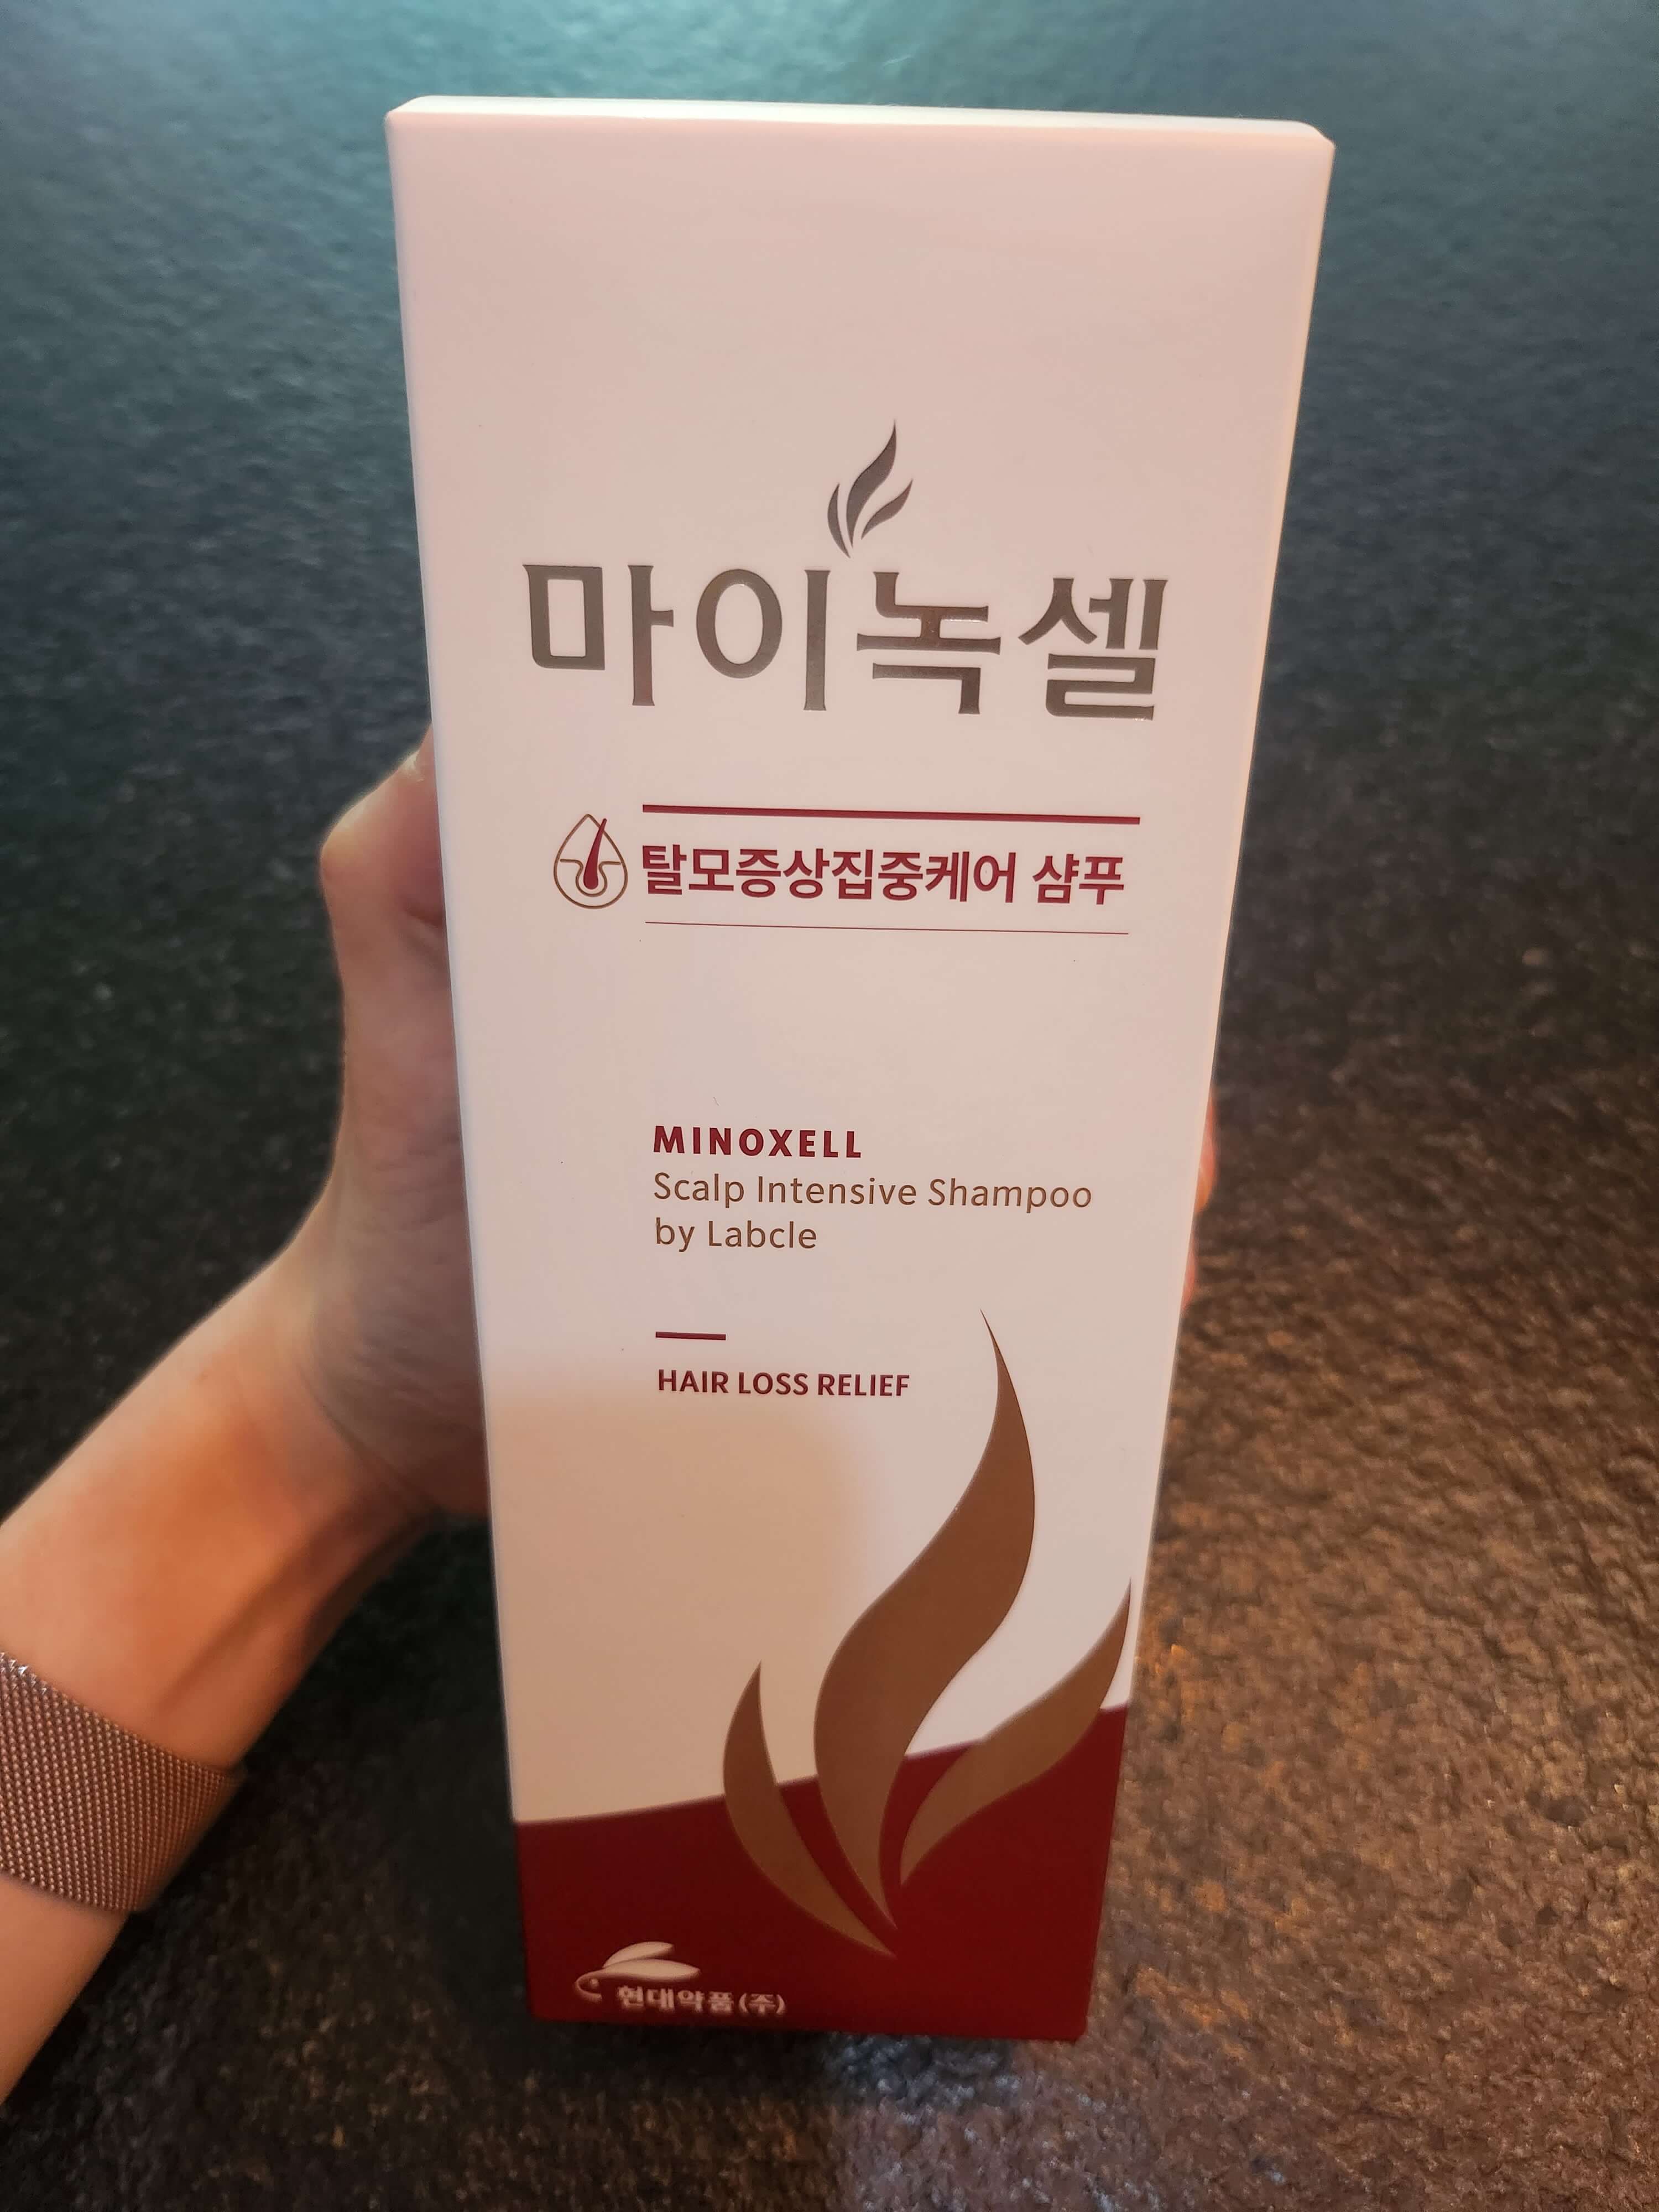 마이녹셀
탈모증상집중케어 샴푸
MINOXELL
Scalp Intensive Shampoo
by Labcle
HAIR LOSS RELIEF
현대약품(주)